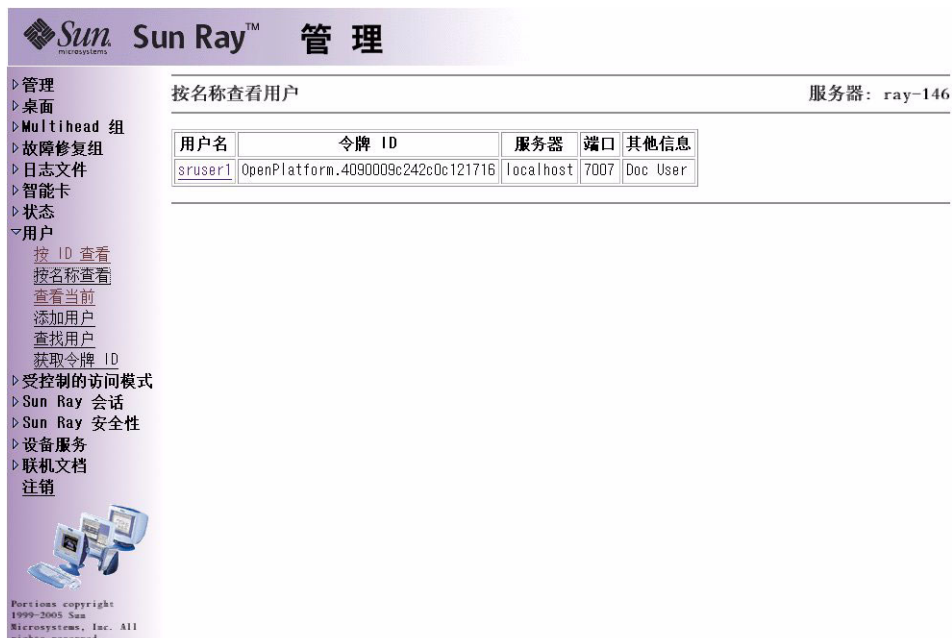 Sun microsystems Sun Ray™ 管理
▷管理
▷桌面
▷Multihead 组
▷故障修复组
▷日志文件
▷智能卡
▷状态
▽用户
按 ID 查看
按名称查看
查看当前
添加用户
查找用户
获取令牌 ID
▷受控制的访问模式
▷Sun Ray 会话
▷Sun Ray 安全性
▷设备服务
▷联机文档
注销
Portions copyright
1999-2005 Sun
Microsystems, Inc. All
rights reserved
按名称查看用户 服务器: ray-146
用户名 令牌 ID 服务器 端口 其他信息
sruser1 OpenPlatform.4090009c242c0c121716 localhost 7007 Doc User